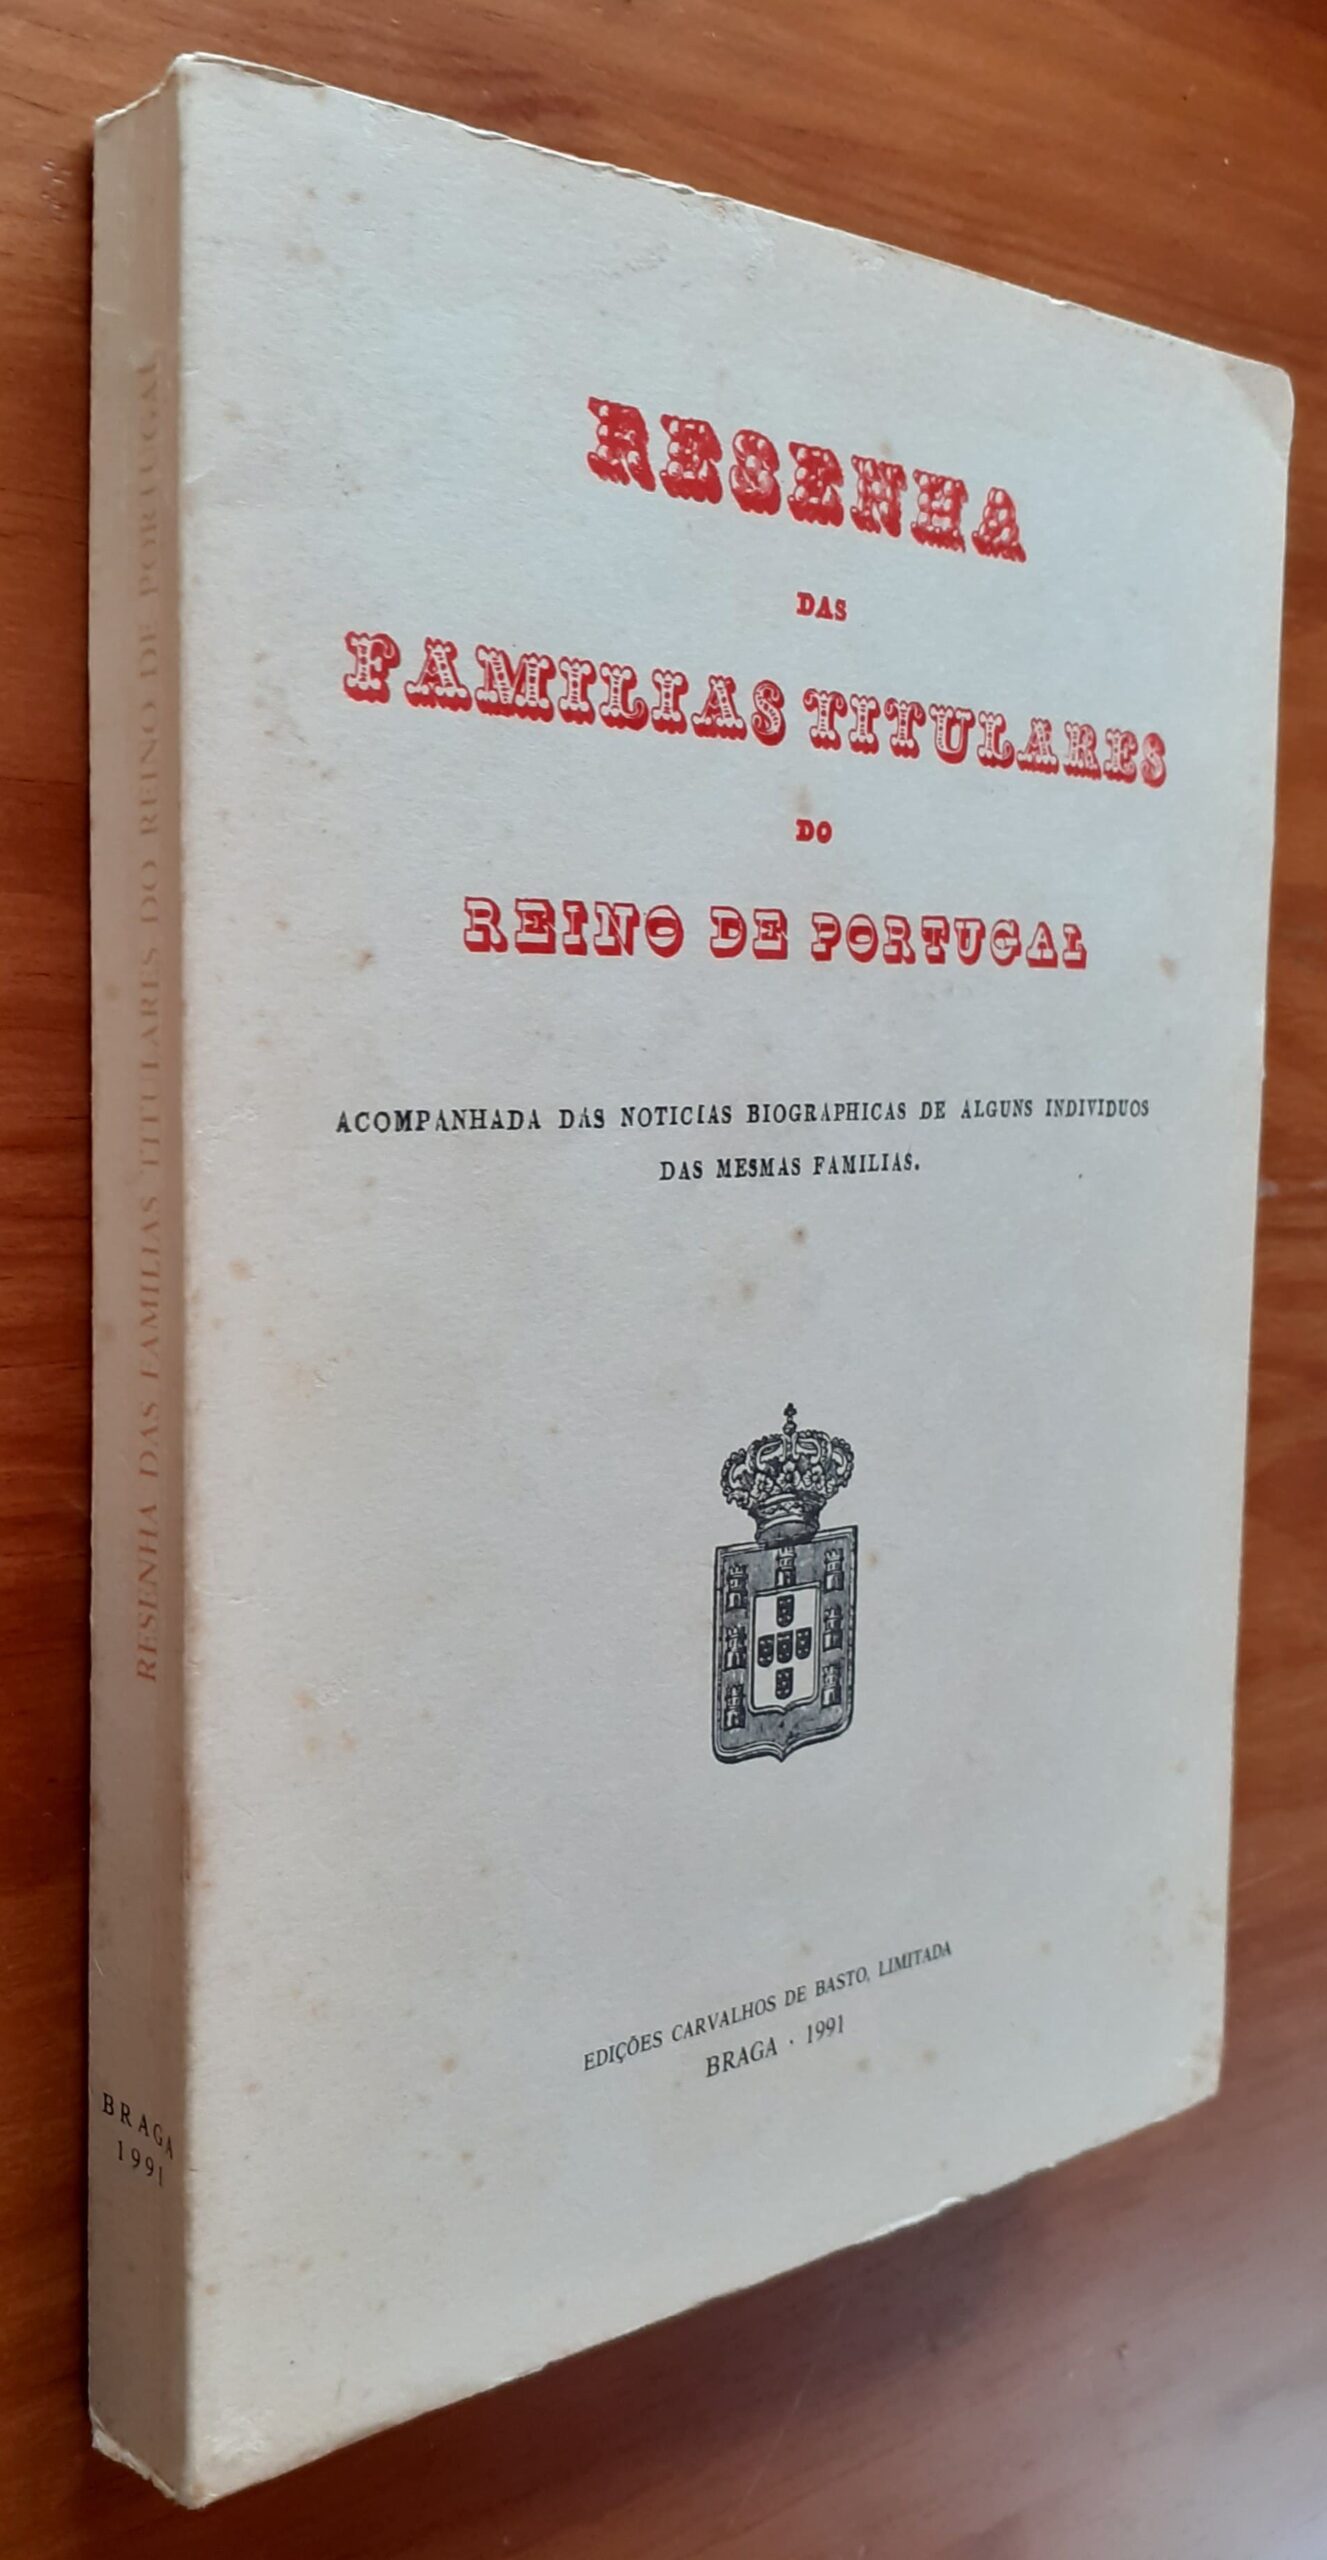 RESENHA
DAS
FAMILIAS TITULARES
DO
REINO DE PORTUGAL
ACOMPANHADA DAS NOTICIAS BIOGRAPHICAS DE ALGUNS INDIVIDUOS
DAS MESMAS FAMILIAS.
EDIÇÕES CARVALHOS DE BASTO, LIMITADA
BRAGA · 1991
RESENHA DAS FAMILIAS TITULARES DO REINO DE PORTUGAL
BRAGA
1991